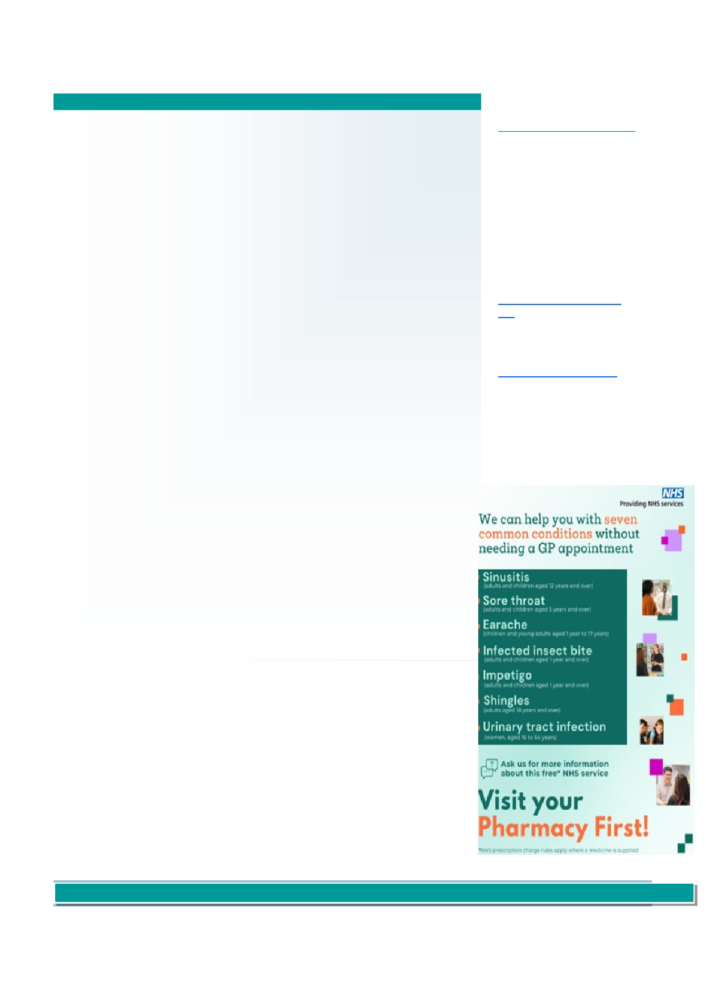 NHS
Providing NHS services
We can help you with seven
common conditions without
needing a GP appointment
Sinusitis
(adults and children aged 12 years and over)
Sore throat
(adults and children aged 5 years and over)
Earache
(children and young adults aged 1 year to 17 years)
Infected insect bite
(adults and children aged 1 year and over)
Impetigo
(adults and children aged 1 year and over)
Shingles
(adults aged 18 years and over)
Urinary tract infection
(women, aged 16 to 64 years)
Ask us for more information
about this free* NHS service
Visit your
Pharmacy First!
*NHS prescription charge rules apply where a medicine is supplied